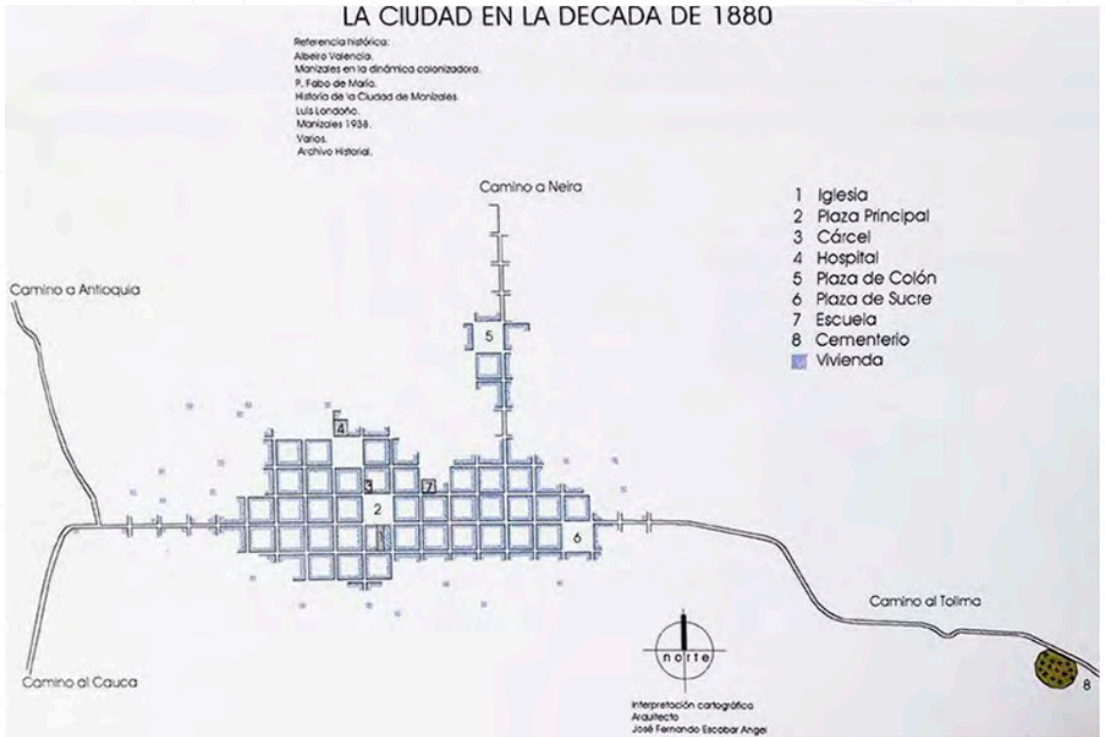 LA CIUDAD EN LA DECADA DE 1880
Referencia histórica:
Albeiro Valencia.
Manizales en la dinámica colonizadora.
P. Fabo de María.
Historia de la Ciudad de Manizales.
Luis Londoño.
Manizales 1938.
Varios.
Archivo Historial.
Camino a Neira
1 Iglesia
2 Plaza Principal
3 Cárcel
4 Hospital
5 Plaza de Colón
6 Plaza de Sucre
7 Escuela
8 Cementerio
Vivienda
Camino a Antioquia
5
4
3
7
2
1
6
Camino al Tolima
norte
8
Camino al Cauca
Interpretación cartográfica
Arquitecto
José Fernando Escobar Angel